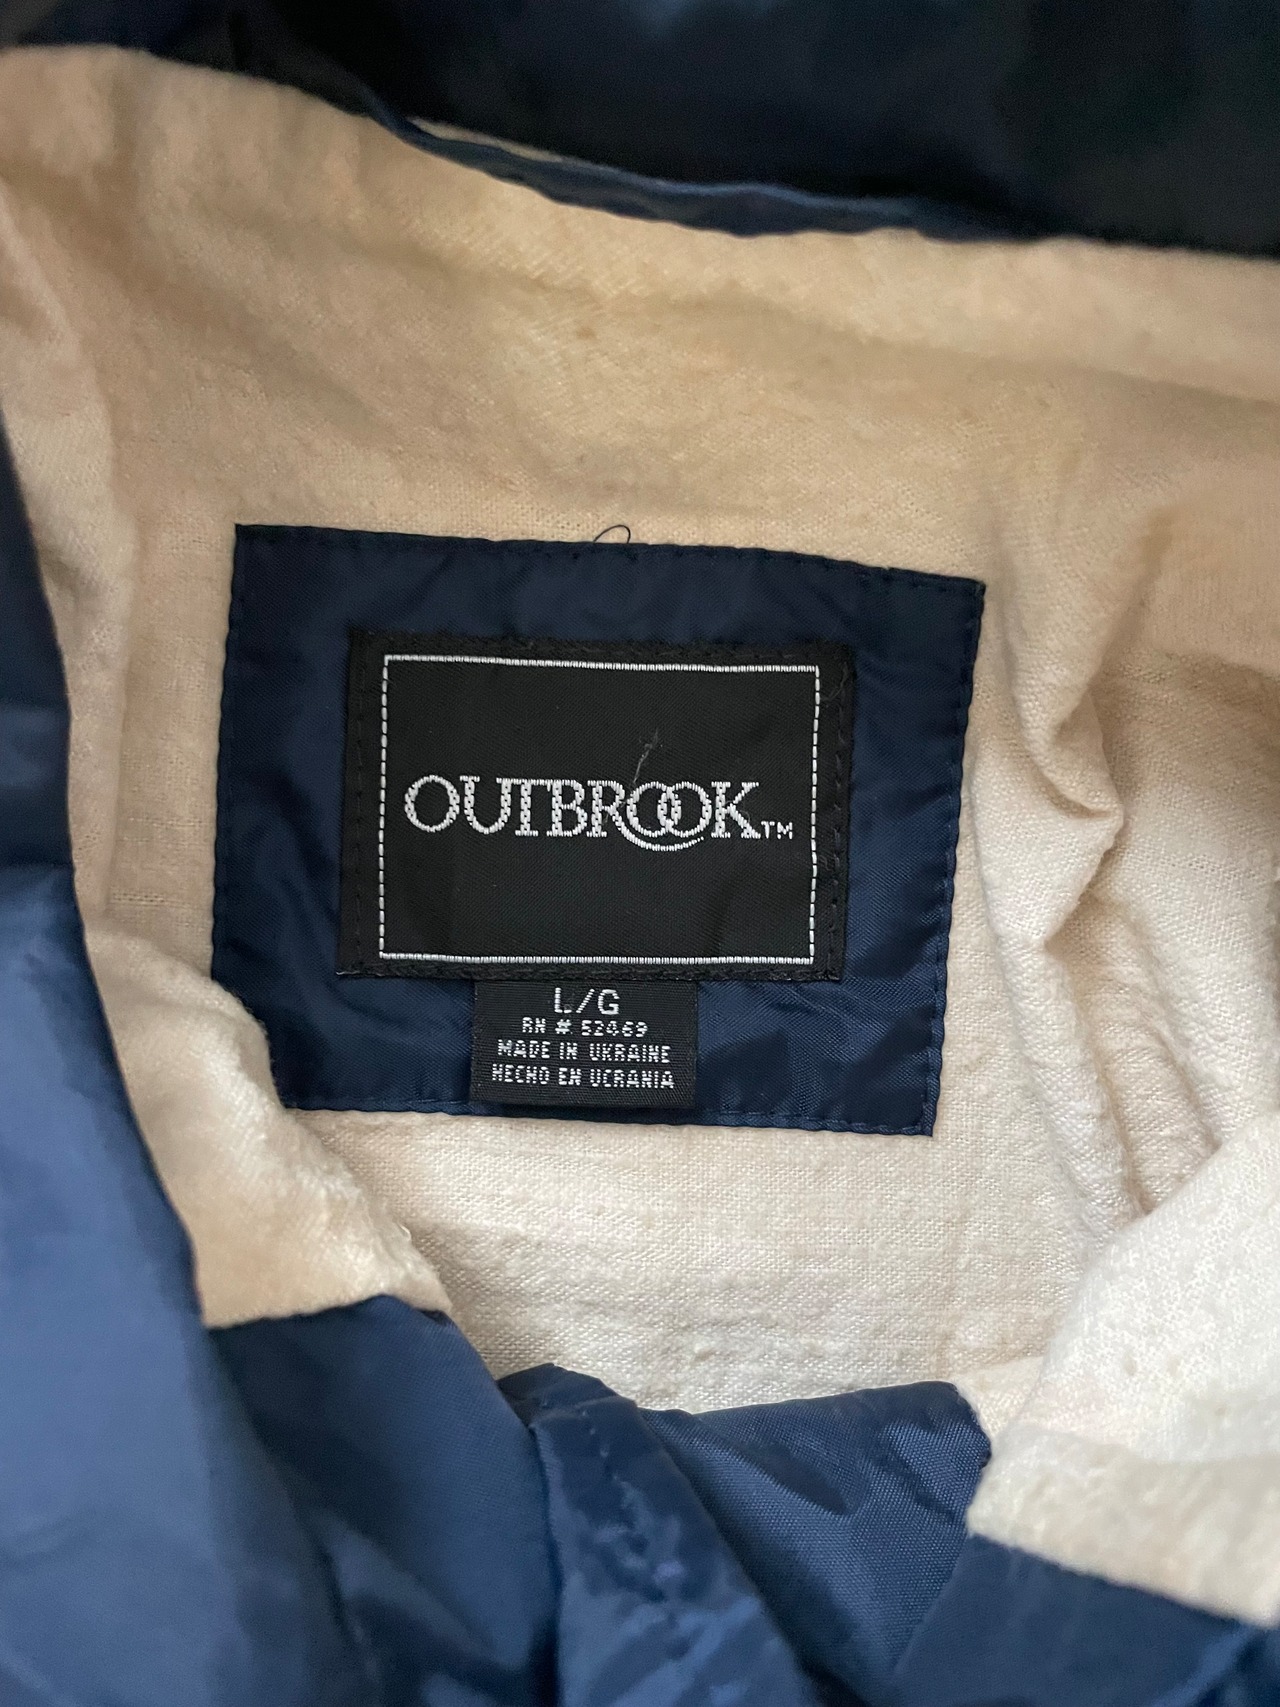 OUTBROOK™
L/G
RN # 52469
MADE IN UKRAINE
HECHO EN UCRANIA